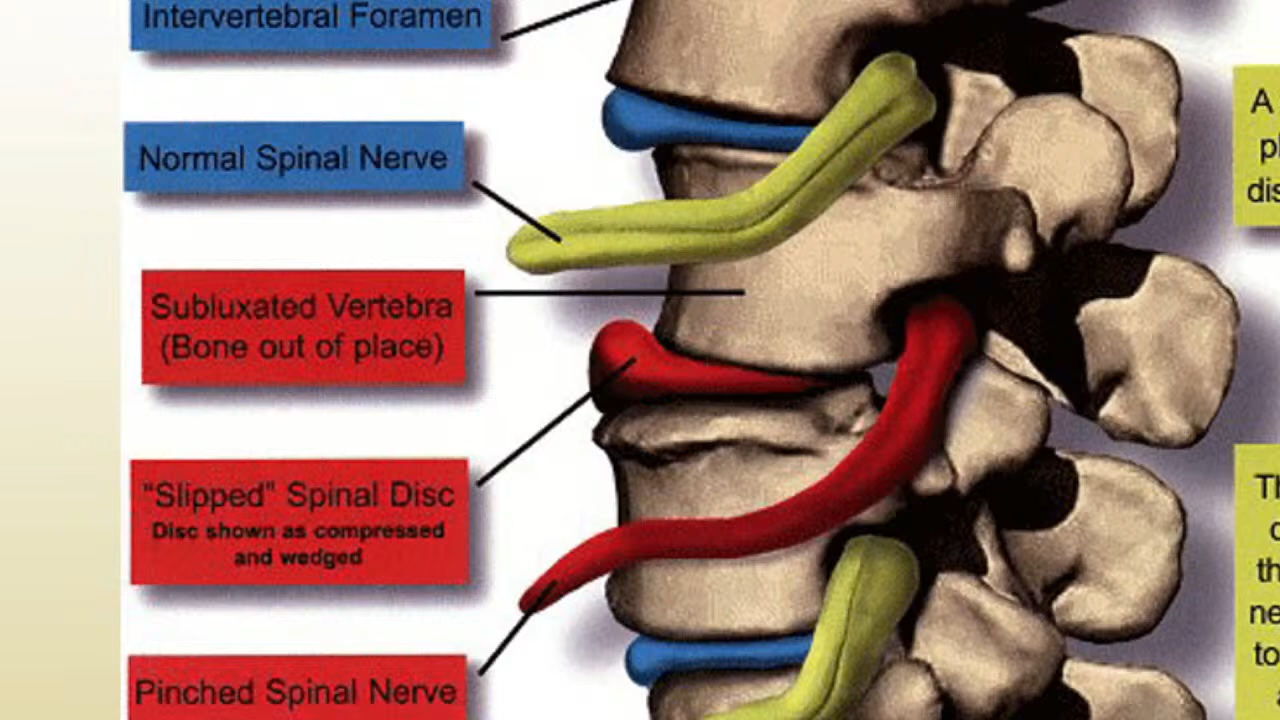 Intervertebral Foramen
Normal Spinal Nerve
Subluxated Vertebra
(Bone out of place)
"Slipped" Spinal Disc
Disc shown as compressed
and wedged
Pinched Spinal Nerve
A